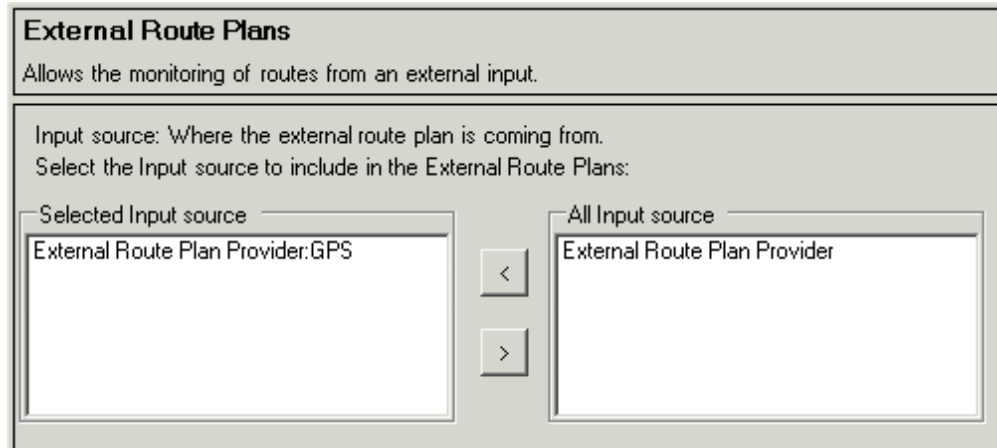 External Route Plans
Allows the monitoring of routes from an external input.
Input source: Where the external route plan is coming from.
Select the Input source to include in the External Route Plans:
Selected Input source
External Route Plan Provider:GPS
<
>
All Input source
External Route Plan Provider